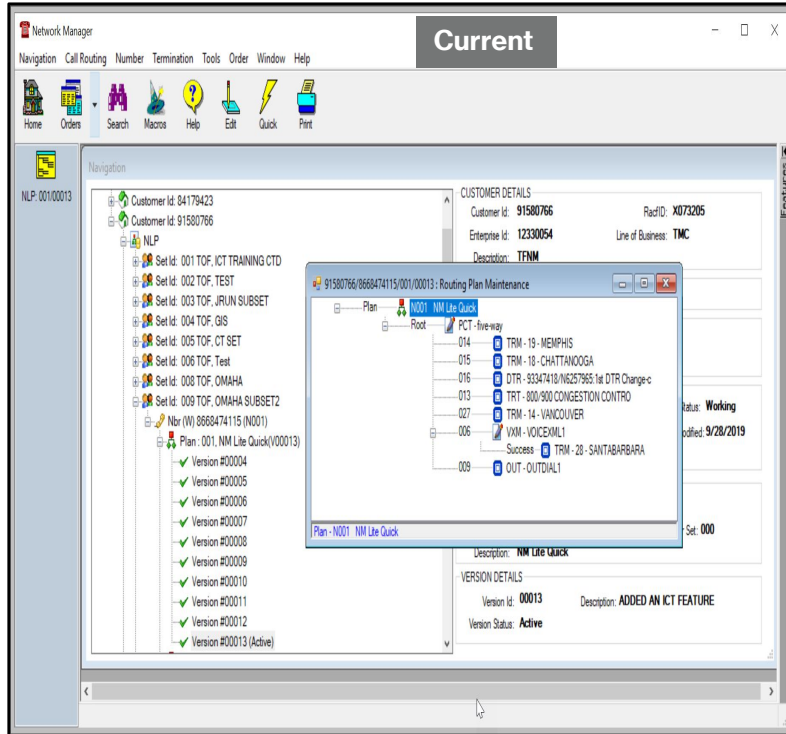 Network Manager
Current
Navigation Call Routing Number Termination Tools Order Window Help
Home Orders Search Macros Help Edit Quick Print
NLP: 001/00013
Navigation
Customer Id: 84179423
Customer Id: 91580766
NLP
Set Id: 001 TOF, ICT TRAINING CTD
Set Id: 002 TOF, TEST
Set Id: 003 TOF, JRUN SUBSET
Set Id: 004 TOF, GIS
Set Id: 005 TOF, CT SET
Set Id: 006 TOF, Test
Set Id: 008 TOF, OMAHA
Set Id: 009 TOF, OMAHA SUBSET2
Nbr (W) 8668474115 (N001)
Plan : 001, NM Lite Quick(V00013)
Version #00004
Version #00005
Version #00006
Version #00007
Version #00008
Version #00009
Version #00010
Version #00011
Version #00012
Version #00013 (Active)
CUSTOMER DETAILS
Customer Id: 91580766 RacfID: X073205
Enterprise Id: 12330054 Line of Business: TMC
Description: TFNM
91580766/8668474115/001/00013 : Routing Plan Maintenance
Plan N001 NM Lite Quick
Root PCT - five-way
014 TRM - 19 - MEMPHIS
015 TRM - 18 - CHATTANOOGA
016 DTR - 93347418/N6257965:1st DTR Change-c
013 TRT - 800/900 CONGESTION CONTRO
027 TRM - 14 - VANCOUVER
006 VXM - VOICEXML1
Success TRM - 28 - SANTABARBARA
009 OUT - OUTDIAL1
Plan - N001 NM Lite Quick
Status: Working
9/28/2019
Set: 000
Description: NM Lite Quick
VERSION DETAILS
Version Id: 00013 Description: ADDED AN ICT FEATURE
Version Status: Active